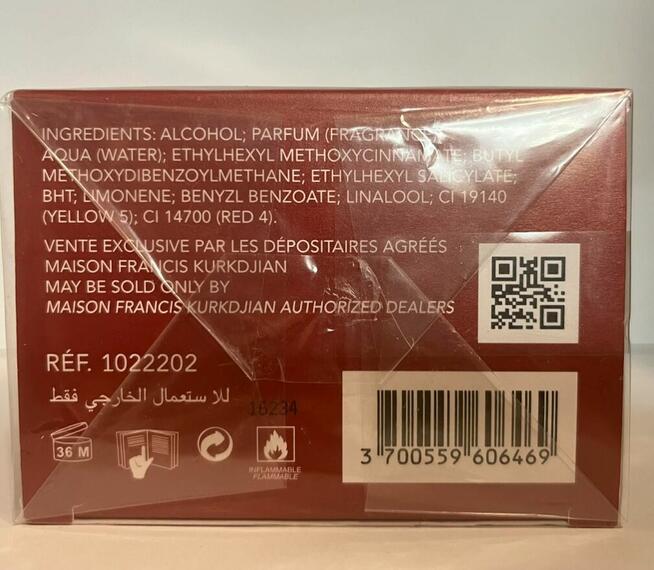 INGREDIENTS: ALCOHOL; PARFUM (FRAGRANCE);
AQUA (WATER); ETHYLHEXYL METHOXYCINNAMATE; BUTYL
METHOXYDIBENZOYLMETHANE; ETHYLHEXYL SALICYLATE;
BHT; LIMONENE; BENYZL BENZOATE; LINALOOL; CI 19140
(YELLOW 5); CI 14700 (RED 4).
VENTE EXCLUSIVE PAR LES DÉPOSITAIRES AGRÉÉS
MAISON FRANCIS KURKDJIAN
MAY BE SOLD ONLY BY
MAISON FRANCIS KURKDJIAN AUTHORIZED DEALERS
RÉF. 1022202
للاستعمال الخارجي فقط
16234
36 M
INFLAMMABLE
FLAMMABLE
3 700559 606469